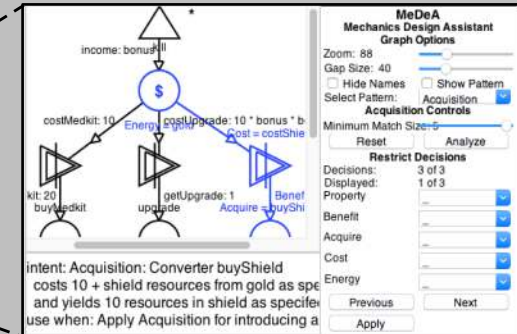 *
kill
income: bonus
$
costMedkit: 10
costUpgrade: 10 * bonus * b
Energy = gold
Cost = costShie
kit: 20
buyMedkit
getUpgrade: 1
upgrade
Benef
Acquire = buyShi
intent: Acquisition: Converter buyShield
costs 10 + shield resources from gold as spe
and yields 10 resources in shield as specifed
use when: Apply Acquisition for introducing a
MeDeA
Mechanics Design Assistant
Graph Options
Zoom: 88
Gap Size: 40
Hide Names
Show Pattern
Select Pattern: Acquisition
Acquisition Controls
Minimum Match Size: 5
Reset
Analyze
Restrict Decisions
Decisions: 3 of 3
Displayed: 1 of 3
Property _
Benefit _
Acquire _
Cost _
Energy _
Previous
Next
Apply